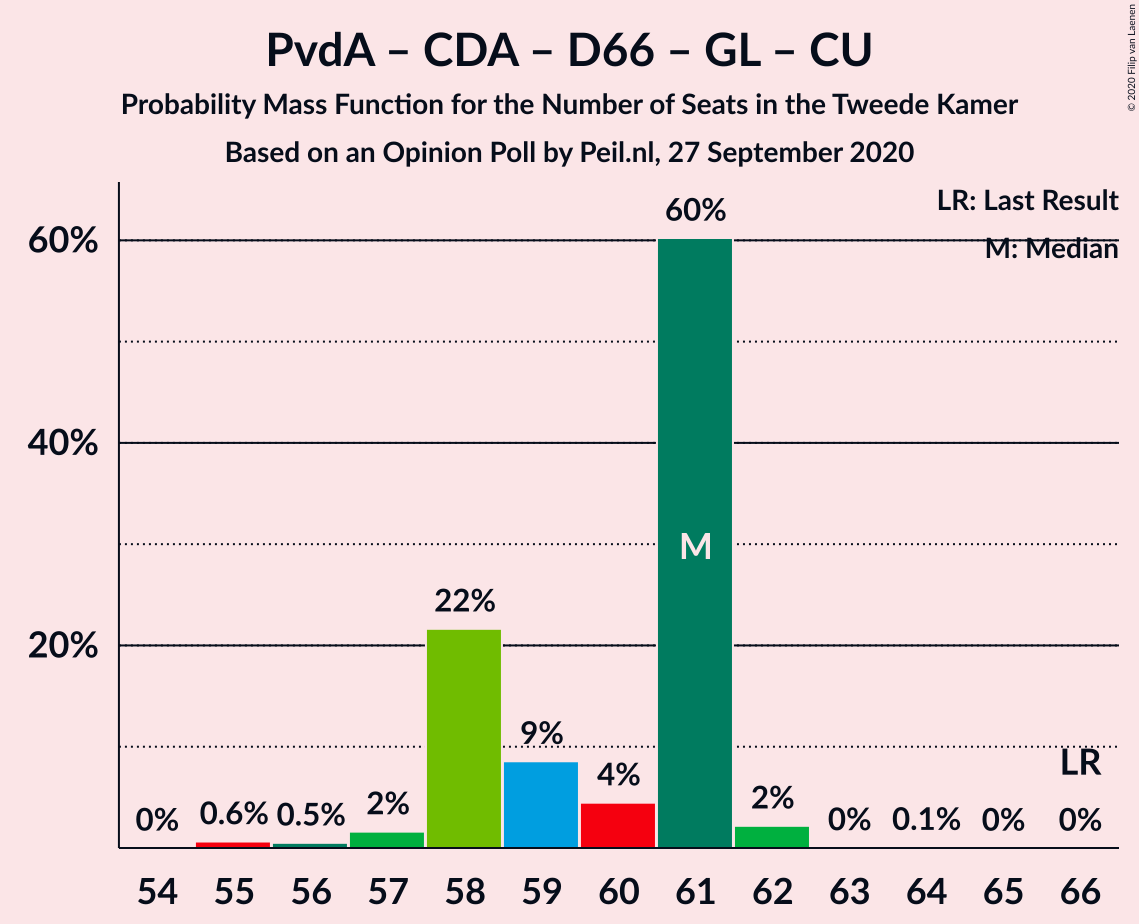 PvdA – CDA – D66 – GL – CU
Probability Mass Function for the Number of Seats in the Tweede Kamer
Based on an Opinion Poll by Peil.nl, 27 September 2020
© 2020 Filip van Laenen
LR: Last Result
M: Median
60%
40%
20%
0%
0.6%
0.5%
2%
22%
9%
4%
60%
M
2%
0%
0.1%
0%
LR
0%
54 55 56 57 58 59 60 61 62 63 64 65 66